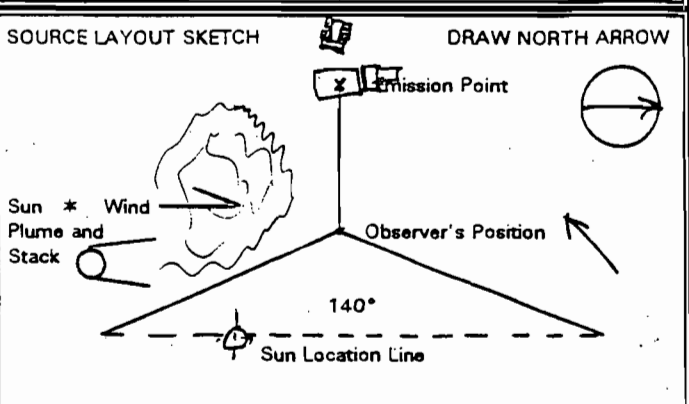 SOURCE LAYOUT SKETCH
DRAW NORTH ARROW
Emission Point
Sun * Wind
Plume and
Stack
Observer's Position
140°
Sun Location Line